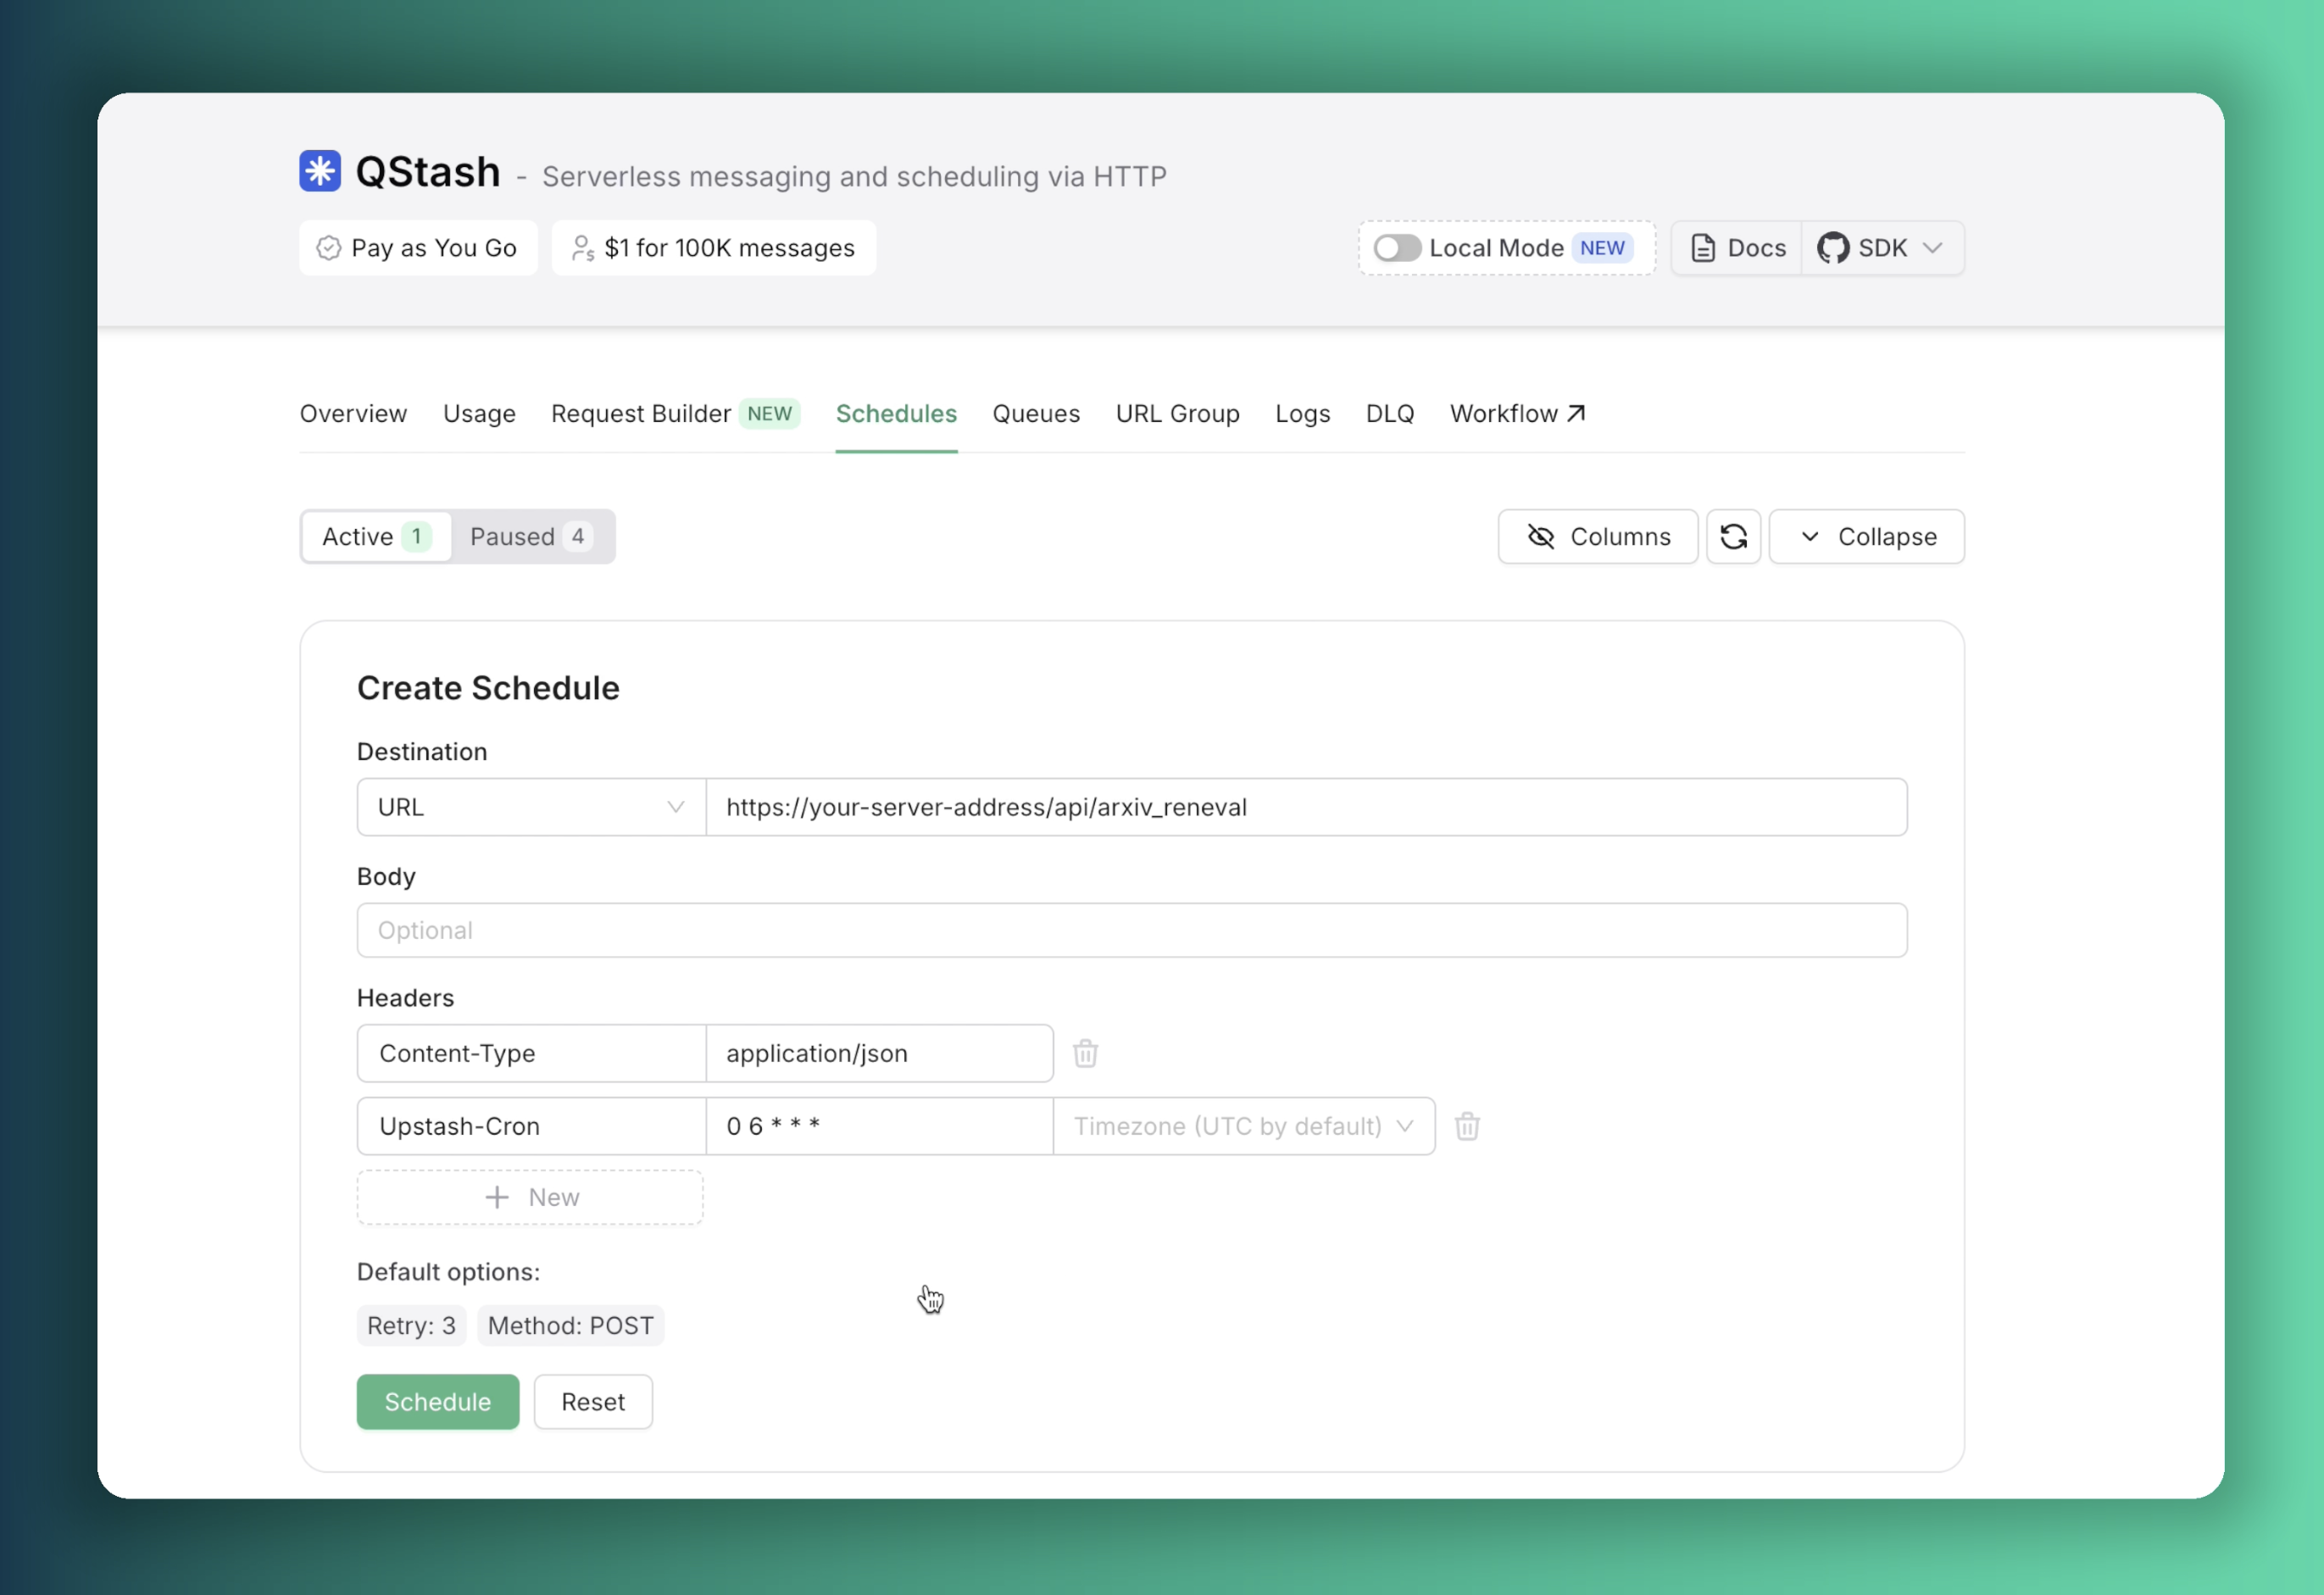 QStash - Serverless messaging and scheduling via HTTP
Pay as You Go $1 for 100K messages Local Mode NEW Docs SDK
Overview Usage Request Builder NEW Schedules Queues URL Group Logs DLQ Workflow
Active 1 Paused 4 Columns Collapse
Create Schedule
Destination
URL https://your-server-address/api/arxiv_reneval
Body
Optional
Headers
Content-Type application/json
Upstash-Cron 0 6 * * * Timezone (UTC by default)
+ New
Default options:
Retry: 3 Method: POST
Schedule Reset